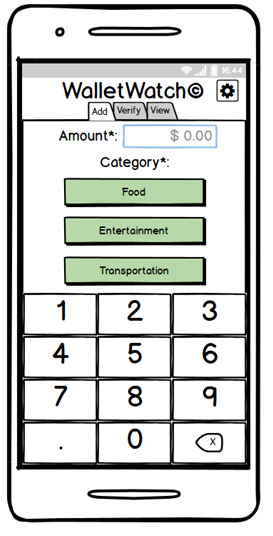 16:44
WalletWatch©
Add Verify View
Amount*: $ 0.00
Category*:
Food
Entertainment
Transportation
1 2 3
4 5 6
7 8 9
. 0 X